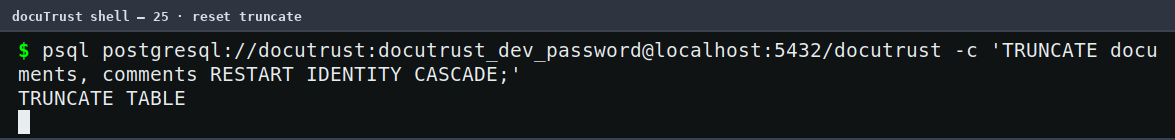 docuTrust shell — 25 · reset truncate
$ psql postgresql://docutrust:docutrust_dev_password@localhost:5432/docutrust -c 'TRUNCATE docu
ments, comments RESTART IDENTITY CASCADE;'
TRUNCATE TABLE